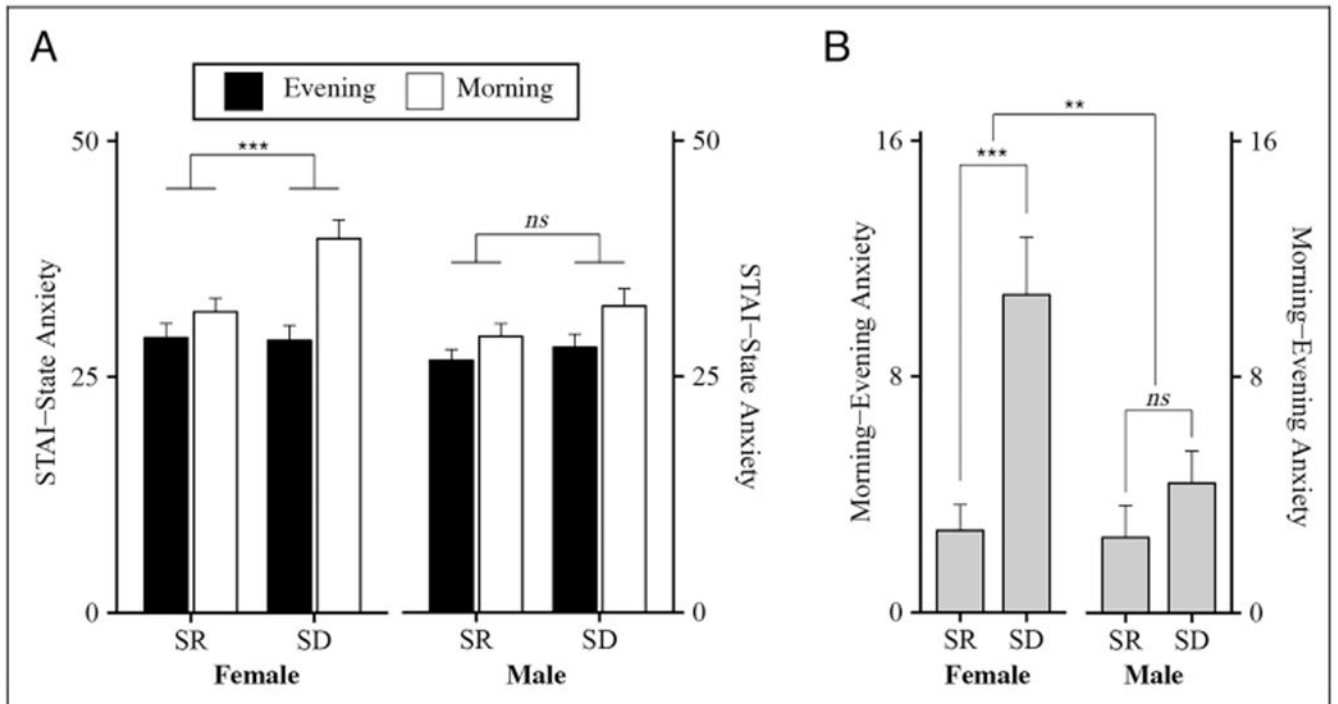 A
Evening Morning
STAI–State Anxiety
50
25
0
***
SR SD
Female
ns
SR SD
Male
50
25
0
STAI–State Anxiety
B
Morning–Evening Anxiety
16
8
0
**
***
SR SD
Female
ns
SR SD
Male
16
8
0
Morning–Evening Anxiety